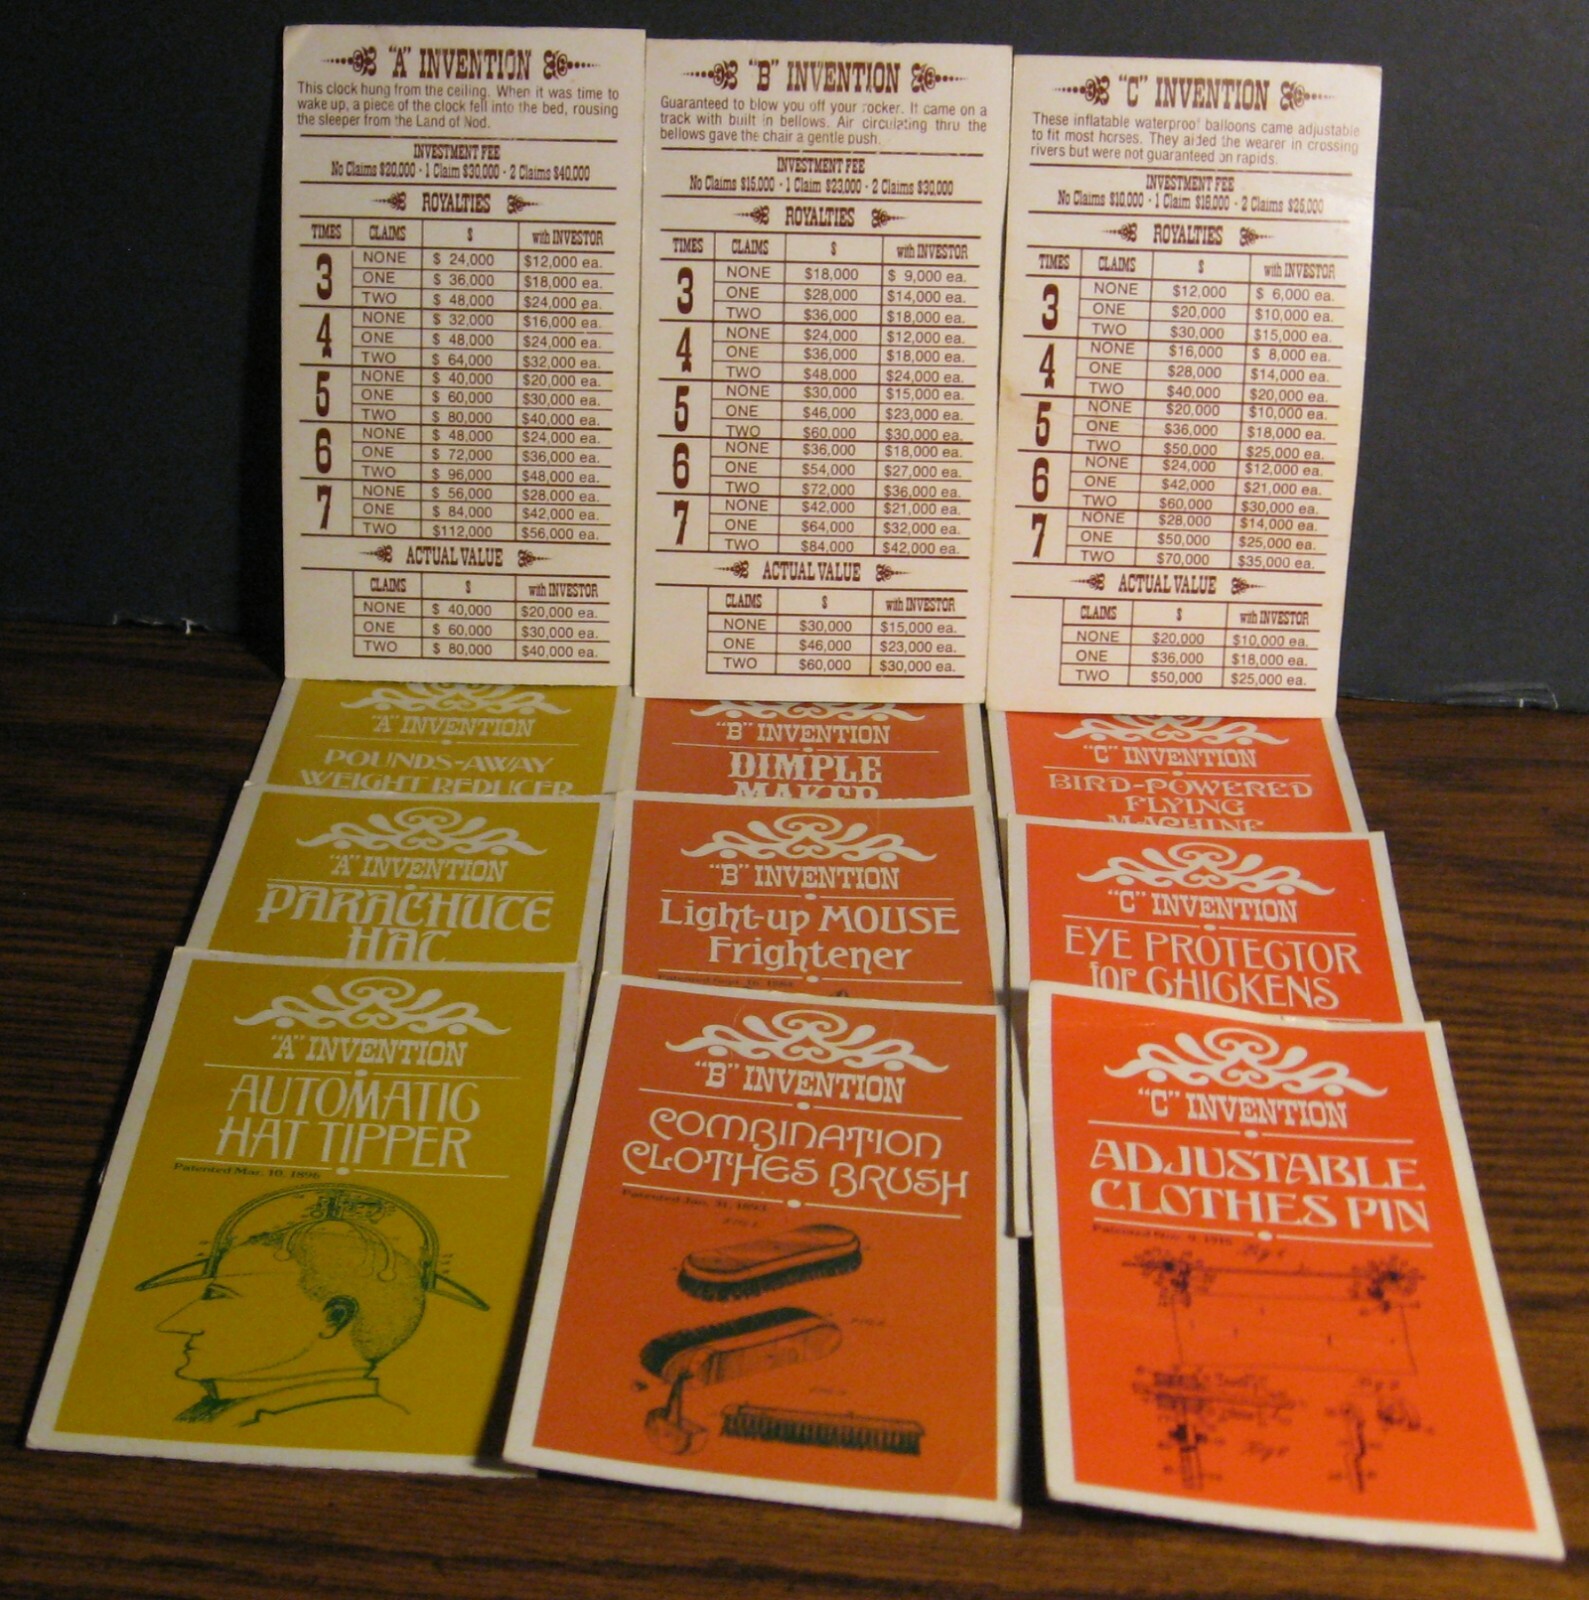 "A" INVENTION
This clock hung from the ceiling. When it was time to
wake up, a piece of the clock fell into the bed, rousing
the sleeper from the Land of Nod.
INVESTMENT FEE
No Claims $20,000 - 1 Claim $30,000 - 2 Claims $40,000
ROYALTIES
TIMES CLAIMS $ with INVESTOR
3 NONE $ 24,000 $12,000 ea.
ONE $ 36,000 $18,000 ea.
TWO $ 48,000 $24,000 ea.
4 NONE $ 32,000 $16,000 ea.
ONE $ 48,000 $24,000 ea.
TWO $ 64,000 $32,000 ea.
5 NONE $ 40,000 $20,000 ea.
ONE $ 60,000 $30,000 ea.
TWO $ 80,000 $40,000 ea.
6 NONE $ 48,000 $24,000 ea.
ONE $ 72,000 $36,000 ea.
TWO $ 96,000 $48,000 ea.
7 NONE $ 56,000 $28,000 ea.
ONE $ 84,000 $42,000 ea.
TWO $112,000 $56,000 ea.
ACTUAL VALUE
CLAIMS $ with INVESTOR
NONE $ 40,000 $20,000 ea.
ONE $ 60,000 $30,000 ea.
TWO $ 80,000 $40,000 ea.
"B" INVENTION
Guaranteed to blow you off your rocker. It came on a
track with built in bellows. Air circulating thru the
bellows gave the chair a gentle push.
INVESTMENT FEE
No Claims $15,000 - 1 Claim $23,000 - 2 Claims $30,000
ROYALTIES
TIMES CLAIMS $ with INVESTOR
3 NONE $18,000 $ 9,000 ea.
ONE $28,000 $14,000 ea.
TWO $36,000 $18,000 ea.
4 NONE $24,000 $12,000 ea.
ONE $36,000 $18,000 ea.
TWO $48,000 $24,000 ea.
5 NONE $30,000 $15,000 ea.
ONE $46,000 $23,000 ea.
TWO $60,000 $30,000 ea.
6 NONE $36,000 $18,000 ea.
ONE $54,000 $27,000 ea.
TWO $72,000 $36,000 ea.
7 NONE $42,000 $21,000 ea.
ONE $64,000 $32,000 ea.
TWO $84,000 $42,000 ea.
ACTUAL VALUE
CLAIMS $ with INVESTOR
NONE $30,000 $15,000 ea.
ONE $46,000 $23,000 ea.
TWO $60,000 $30,000 ea.
"C" INVENTION
These inflatable waterproof balloons came adjustable
to fit most horses. They aided the wearer in crossing
rivers but were not guaranteed on rapids.
INVESTMENT FEE
No Claims $10,000 - 1 Claim $18,000 - 2 Claims $25,000
ROYALTIES
TIMES CLAIMS $ with INVESTOR
3 NONE $12,000 $ 6,000 ea.
ONE $20,000 $10,000 ea.
TWO $30,000 $15,000 ea.
4 NONE $16,000 $ 8,000 ea.
ONE $28,000 $14,000 ea.
TWO $40,000 $20,000 ea.
5 NONE $20,000 $10,000 ea.
ONE $36,000 $18,000 ea.
TWO $50,000 $25,000 ea.
6 NONE $24,000 $12,000 ea.
ONE $42,000 $21,000 ea.
TWO $60,000 $30,000 ea.
7 NONE $28,000 $14,000 ea.
ONE $50,000 $25,000 ea.
TWO $70,000 $35,000 ea.
ACTUAL VALUE
CLAIMS $ with INVESTOR
NONE $20,000 $10,000 ea.
ONE $36,000 $18,000 ea.
TWO $50,000 $25,000 ea.
"A" INVENTION
POUNDS-AWAY
WEIGHT REDUCER
"B" INVENTION
DIMPLE
MAKER
"C" INVENTION
BIRD-POWERED
FLYING
MACHINE
"A" INVENTION
PARACHUTE
HAT
"B" INVENTION
Light-up MOUSE
Frightener
"C" INVENTION
EYE PROTECTOR
for CHICKENS
"A" INVENTION
AUTOMATIC
HAT TIPPER
Patented Mar. 10, 1896
"B" INVENTION
COMBINATION
CLOTHES BRUSH
Patented Jan. 31,
"C" INVENTION
ADJUSTABLE
CLOTHES PIN
Patented Nov. 9,